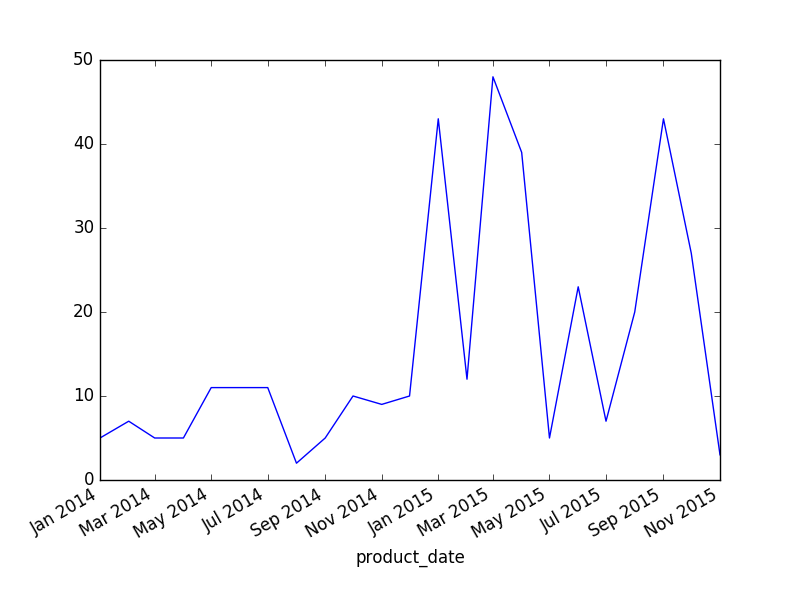 50
40
30
20
10
0
Jan 2014
Mar 2014
May 2014
Jul 2014
Sep 2014
Nov 2014
Jan 2015
Mar 2015
May 2015
Jul 2015
Sep 2015
Nov 2015
product_date